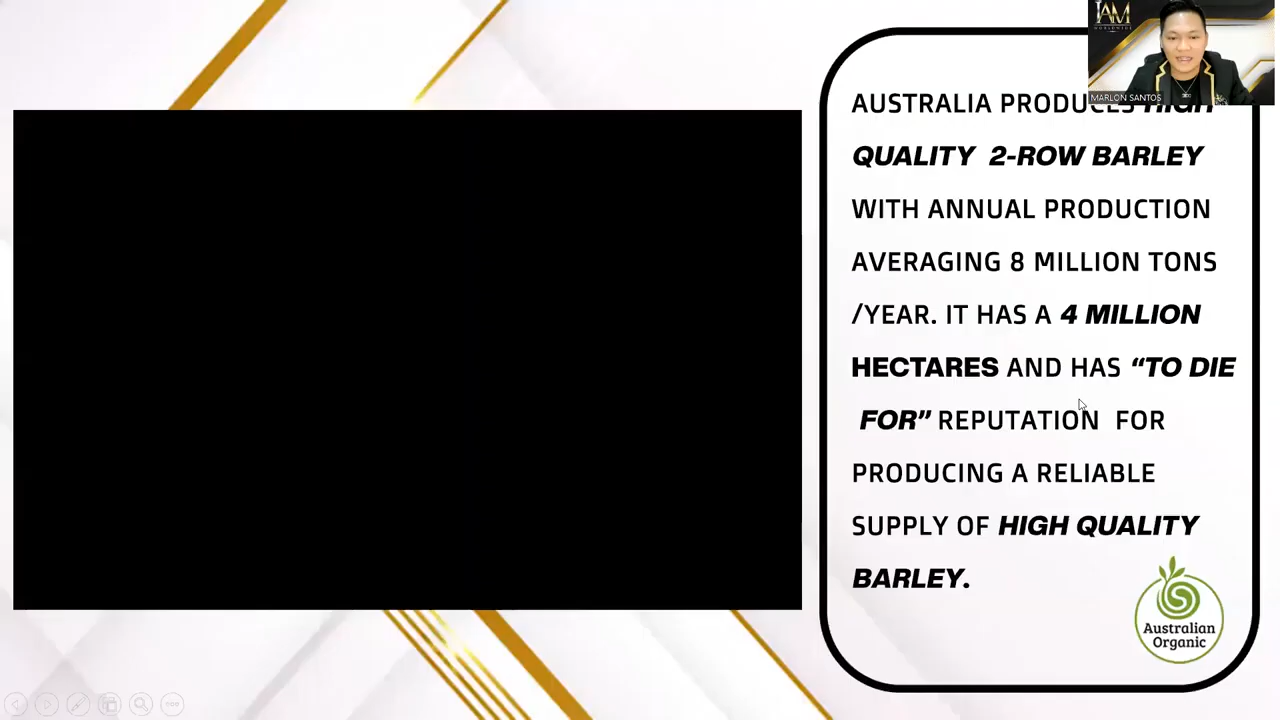 IAM
WORLDWIDE
MARLON SANTOS
AUSTRALIA PRODUCES HIGH
QUALITY 2-ROW BARLEY
WITH ANNUAL PRODUCTION
AVERAGING 8 MILLION TONS
/YEAR. IT HAS A 4 MILLION
HECTARES AND HAS “TO DIE
FOR” REPUTATION FOR
PRODUCING A RELIABLE
SUPPLY OF HIGH QUALITY
BARLEY.
Australian
Organic